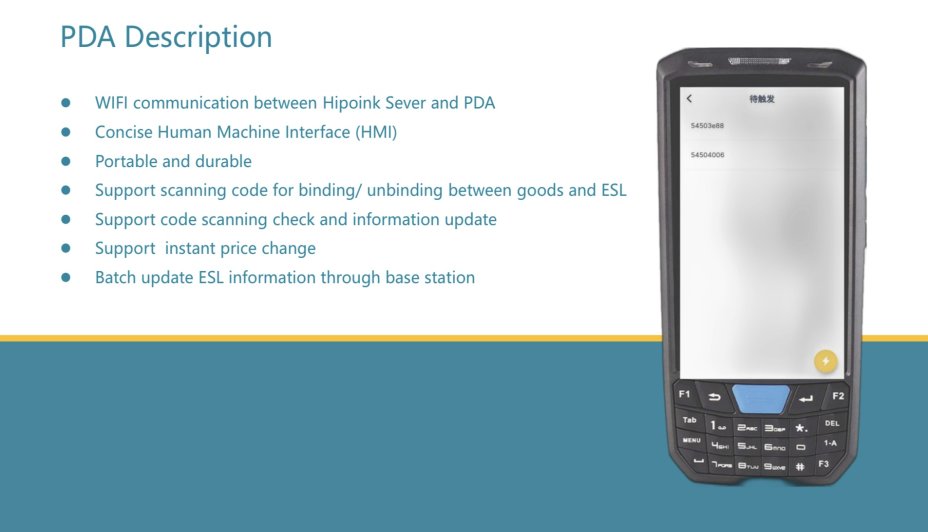 PDA Description
● WIFI communication between Hipoink Sever and PDA
● Concise Human Machine Interface (HMI)
● Portable and durable
● Support scanning code for binding/ unbinding between goods and ESL
● Support code scanning check and information update
● Support  instant price change
● Batch update ESL information through base station
待触发
54503e88
54504006
F1 F2
Tab 1 2ABC 3DEF *. DEL
MENU 4GHI 5JKL 6MNO 1-A
7PQRS 8TUV 9WXYZ # F3